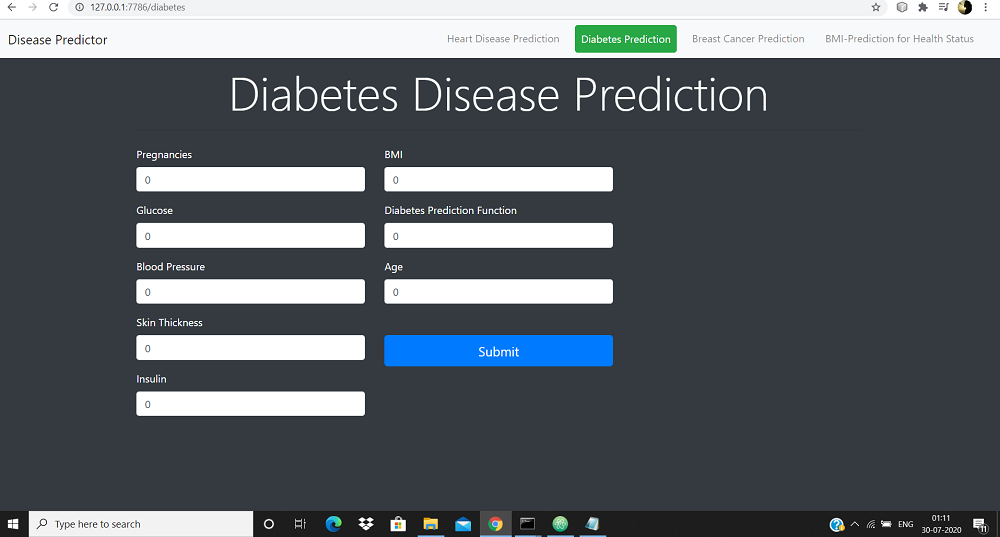 127.0.0.1:7786/diabetes
Disease Predictor
Heart Disease Prediction
Diabetes Prediction
Breast Cancer Prediction
BMI-Prediction for Health Status
Diabetes Disease Prediction
Pregnancies
0
BMI
0
Glucose
0
Diabetes Prediction Function
0
Blood Pressure
0
Age
0
Skin Thickness
0
Submit
Insulin
0
Type here to search
ENG
01:11
30-07-2020
11